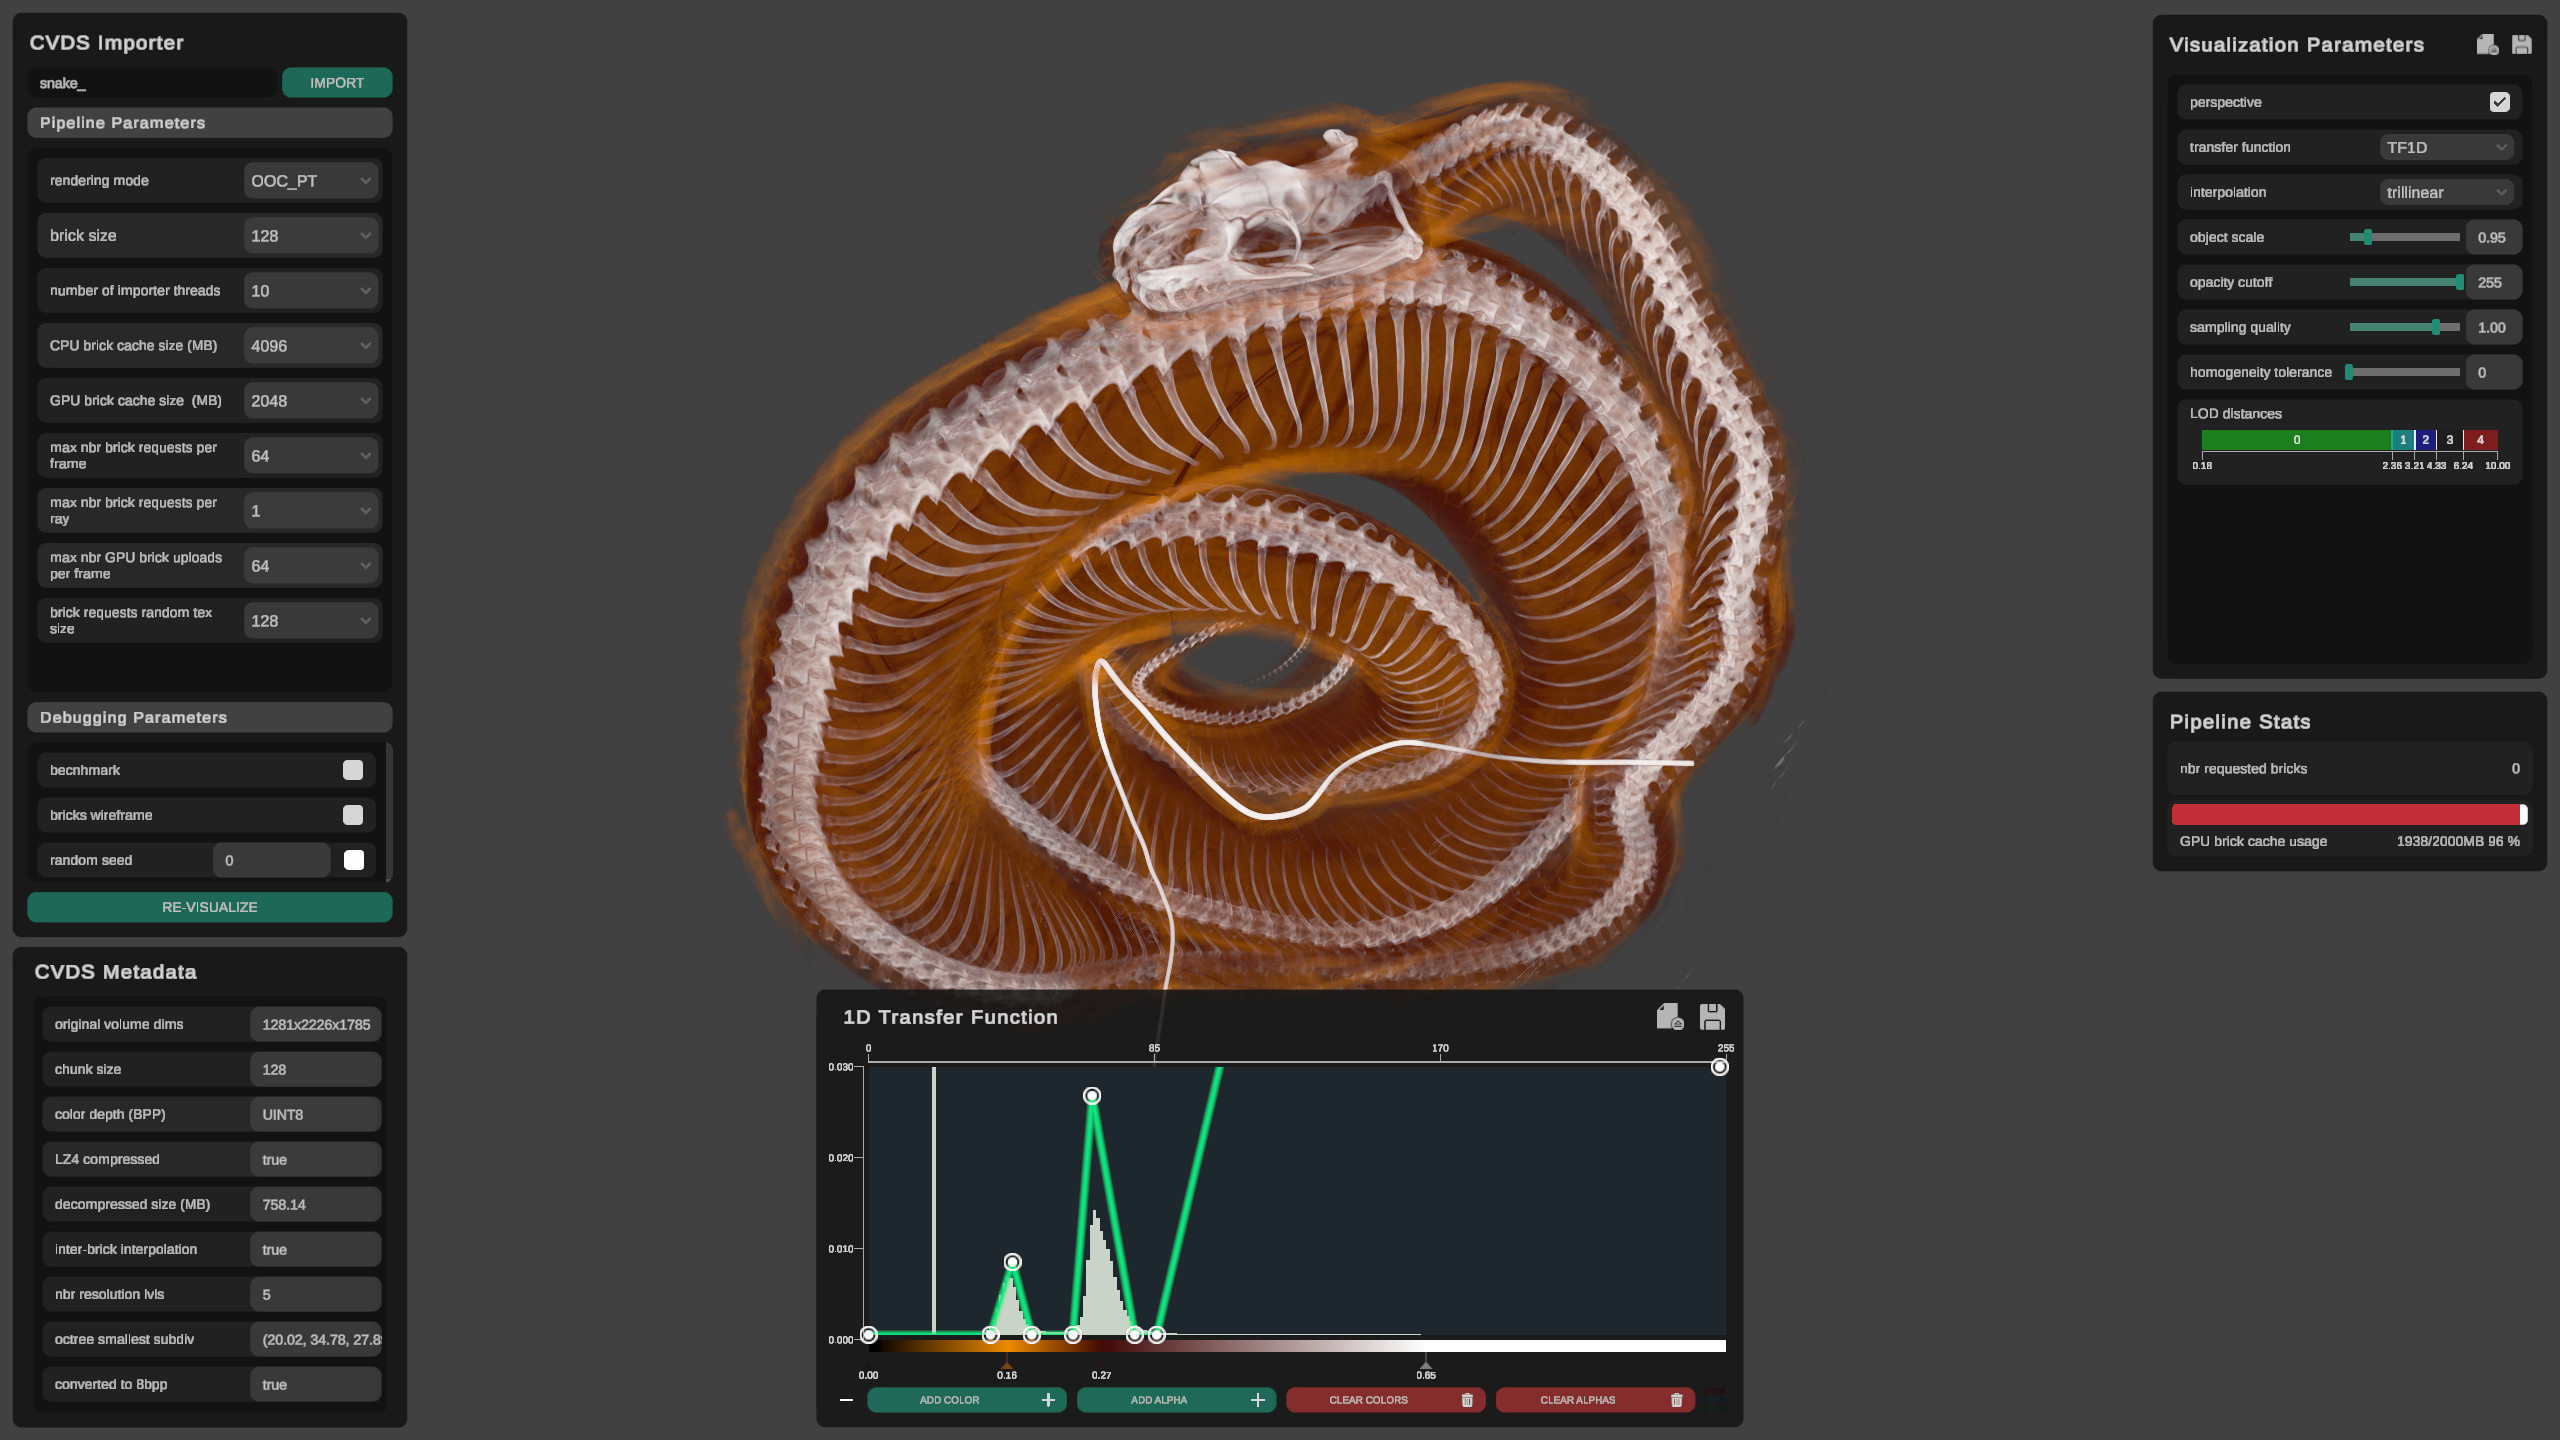 CVDS Importer
snake_
IMPORT
Pipeline Parameters
rendering mode OOC_PT
brick size 128
number of importer threads 10
CPU brick cache size (MB) 4096
GPU brick cache size (MB) 2048
max nbr brick requests per
frame
64
max nbr brick requests per
ray
1
max nbr GPU brick uploads
per frame
64
brick requests random tex
size
128
Debugging Parameters
becnhmark
bricks wireframe
random seed 0
RE-VISUALIZE
CVDS Metadata
original volume dims 1281x2226x1785
chunk size 128
color depth (BPP) UINT8
LZ4 compressed true
decompressed size (MB) 758.14
inter-brick interpolation true
nbr resolution lvls 5
octree smallest subdiv (20.02, 34.78, 27.8
converted to 8bpp true
1D Transfer Function
0 85 170 255
0.030
0.020
0.010
0.000
0.00 0.16 0.27 0.65
ADD COLOR
ADD ALPHA
CLEAR COLORS
CLEAR ALPHAS
Visualization Parameters
perspective
transfer function TF1D
interpolation trillinear
object scale 0.95
opacity cutoff 255
sampling quality 1.00
homogeneity tolerance 0
LOD distances
0 1 2 3 4
0.18 2.36 3.21 4.33 6.24 10.00
Pipeline Stats
nbr requested bricks 0
GPU brick cache usage 1938/2000MB 96 %